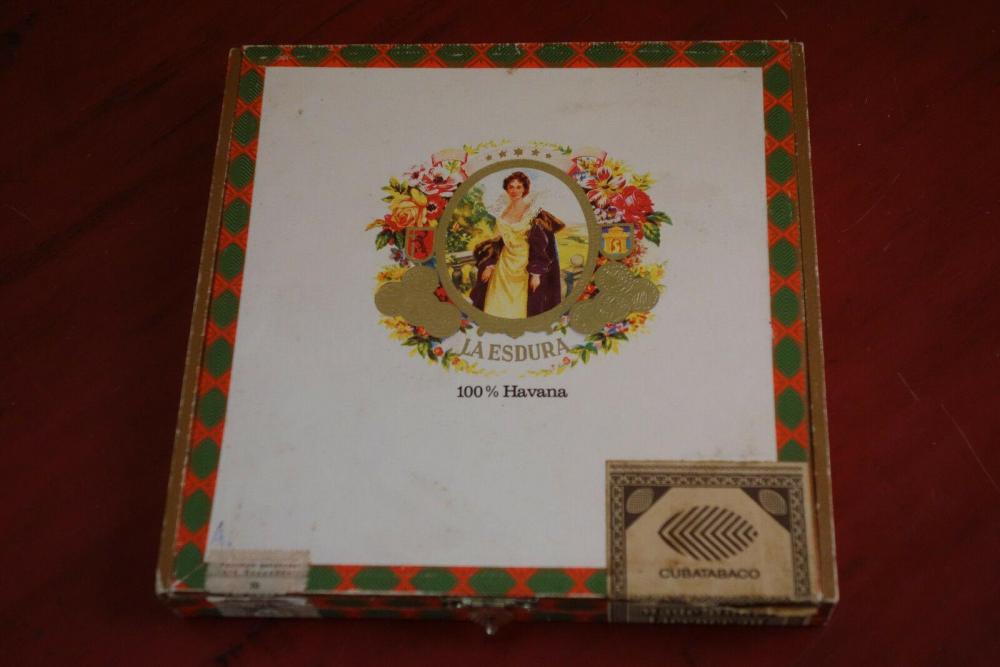 LA ESDURA
100% Havana
A.
CUBATABACO